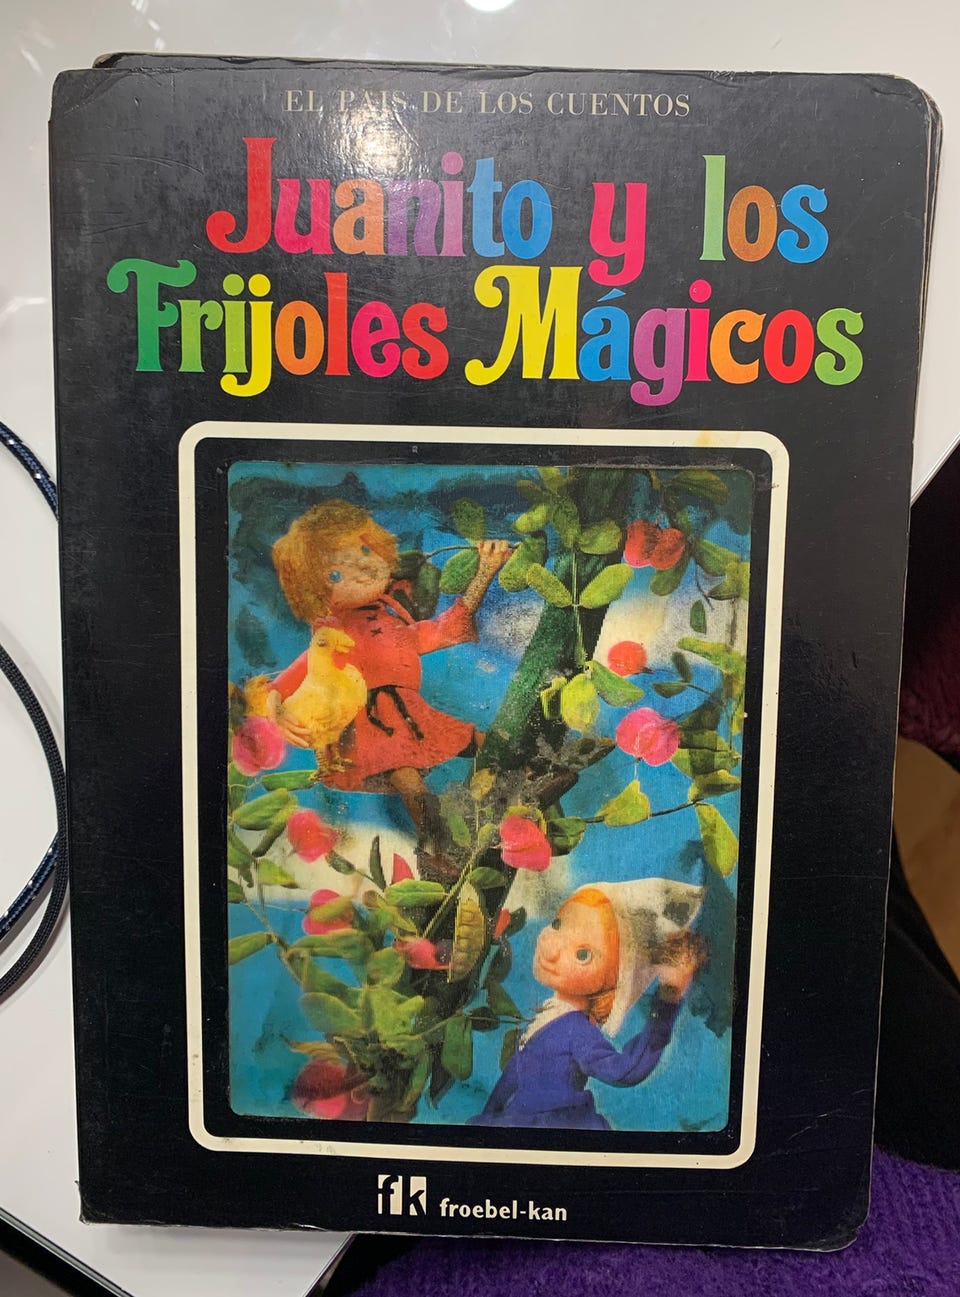 EL PAIS DE LOS CUENTOS
Juanito y los
Frijoles Mágicos
fk froebel-kan